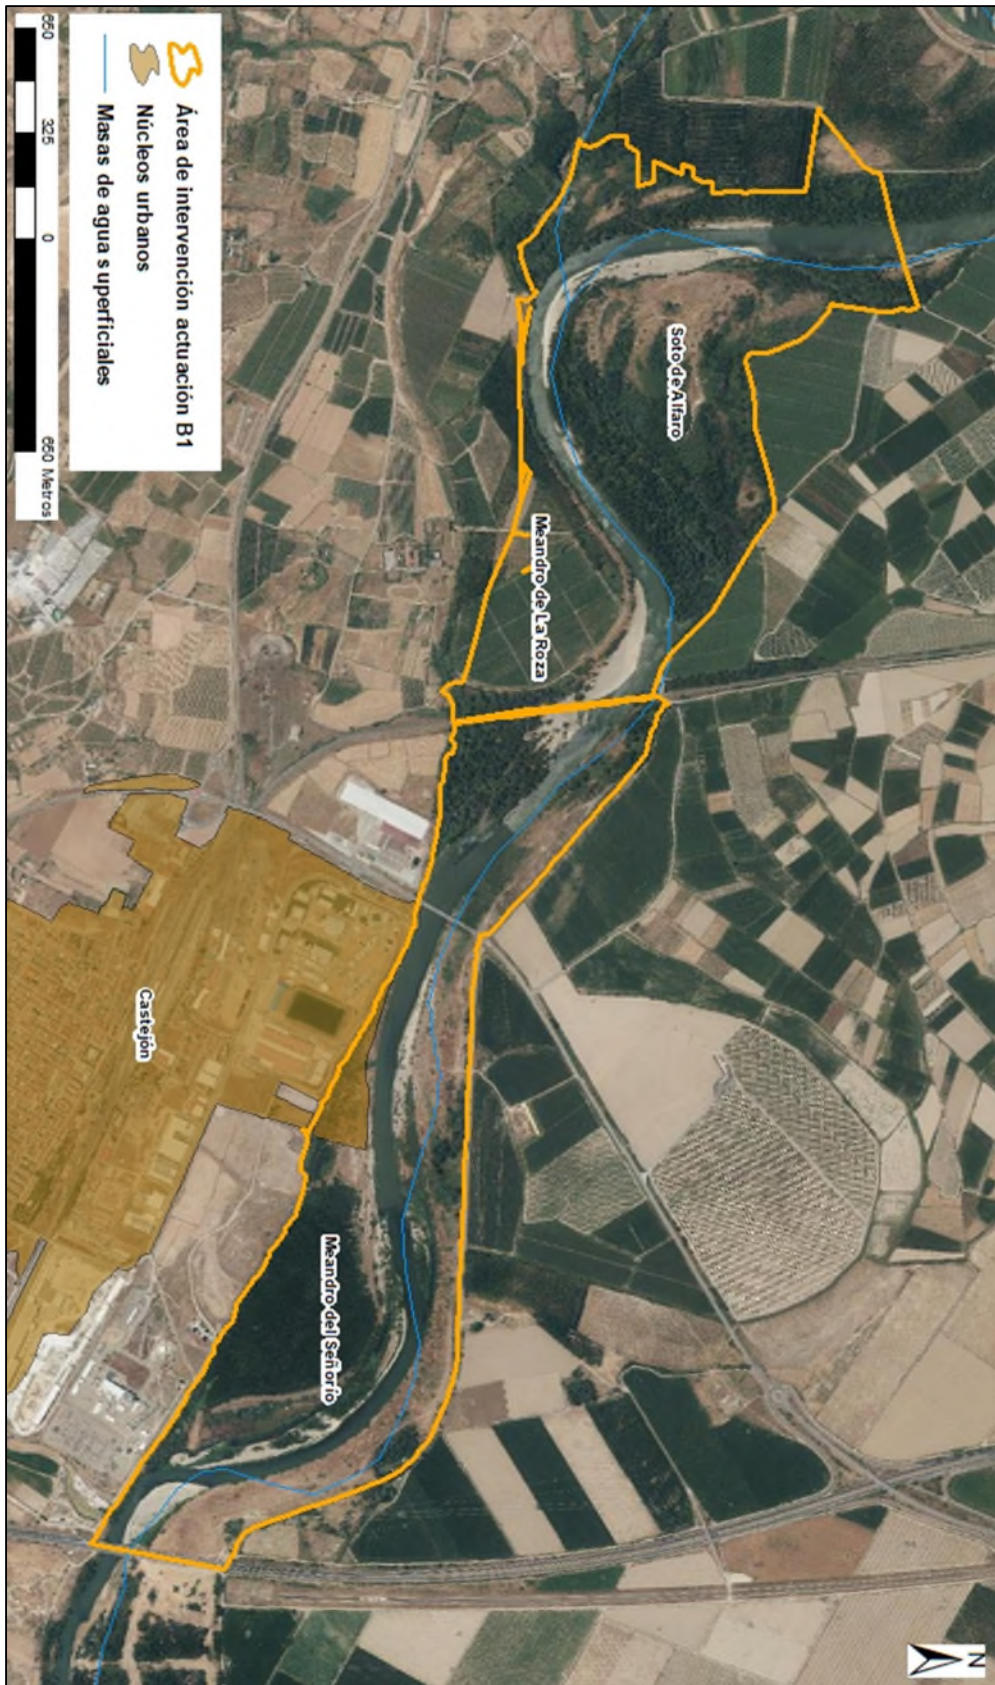 Soto de Alfaro
Meandro de La Roza
Castejón
Meandro del Señorío
N
Área de intervención actuación B1
Núcleos urbanos
Masas de agua superficiales
650 325 0 650 Metros